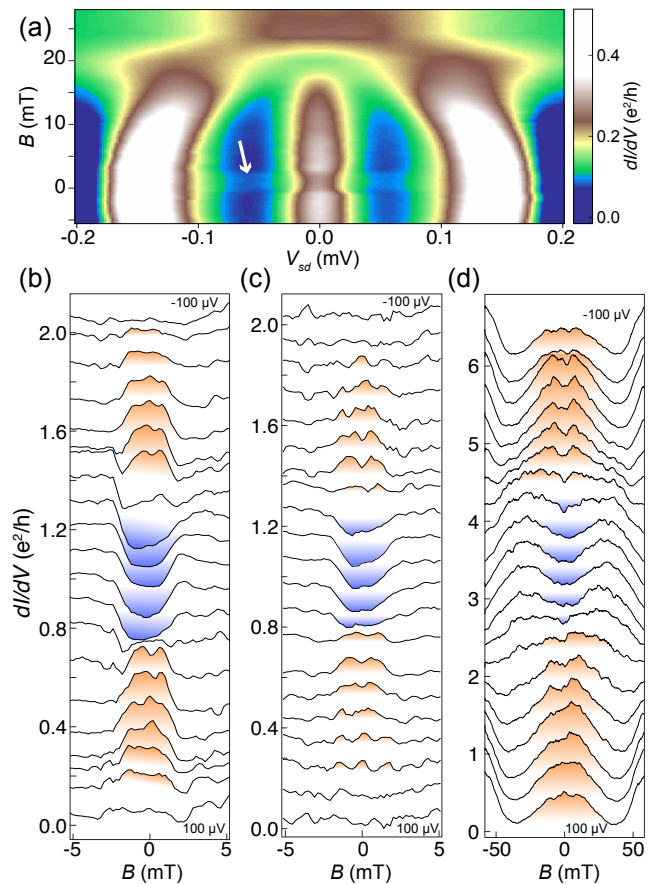 (a)
20
10
0
B (mT)
-0.2
-0.1
0.0
0.1
0.2
V_sd (mV)
0.4
0.2
0.0
dI/dV (e²/h)
(b)
(c)
(d)
-100 µV
2.0
1.6
1.2
0.8
0.4
0.0
dI/dV (e²/h)
100 µV
-5
0
5
B (mT)
-100 µV
2.0
1.6
1.2
0.8
0.4
0.0
100 µV
-5
0
5
B (mT)
-100 µV
6
5
4
3
2
1
0
100 µV
-50
0
50
B (mT)